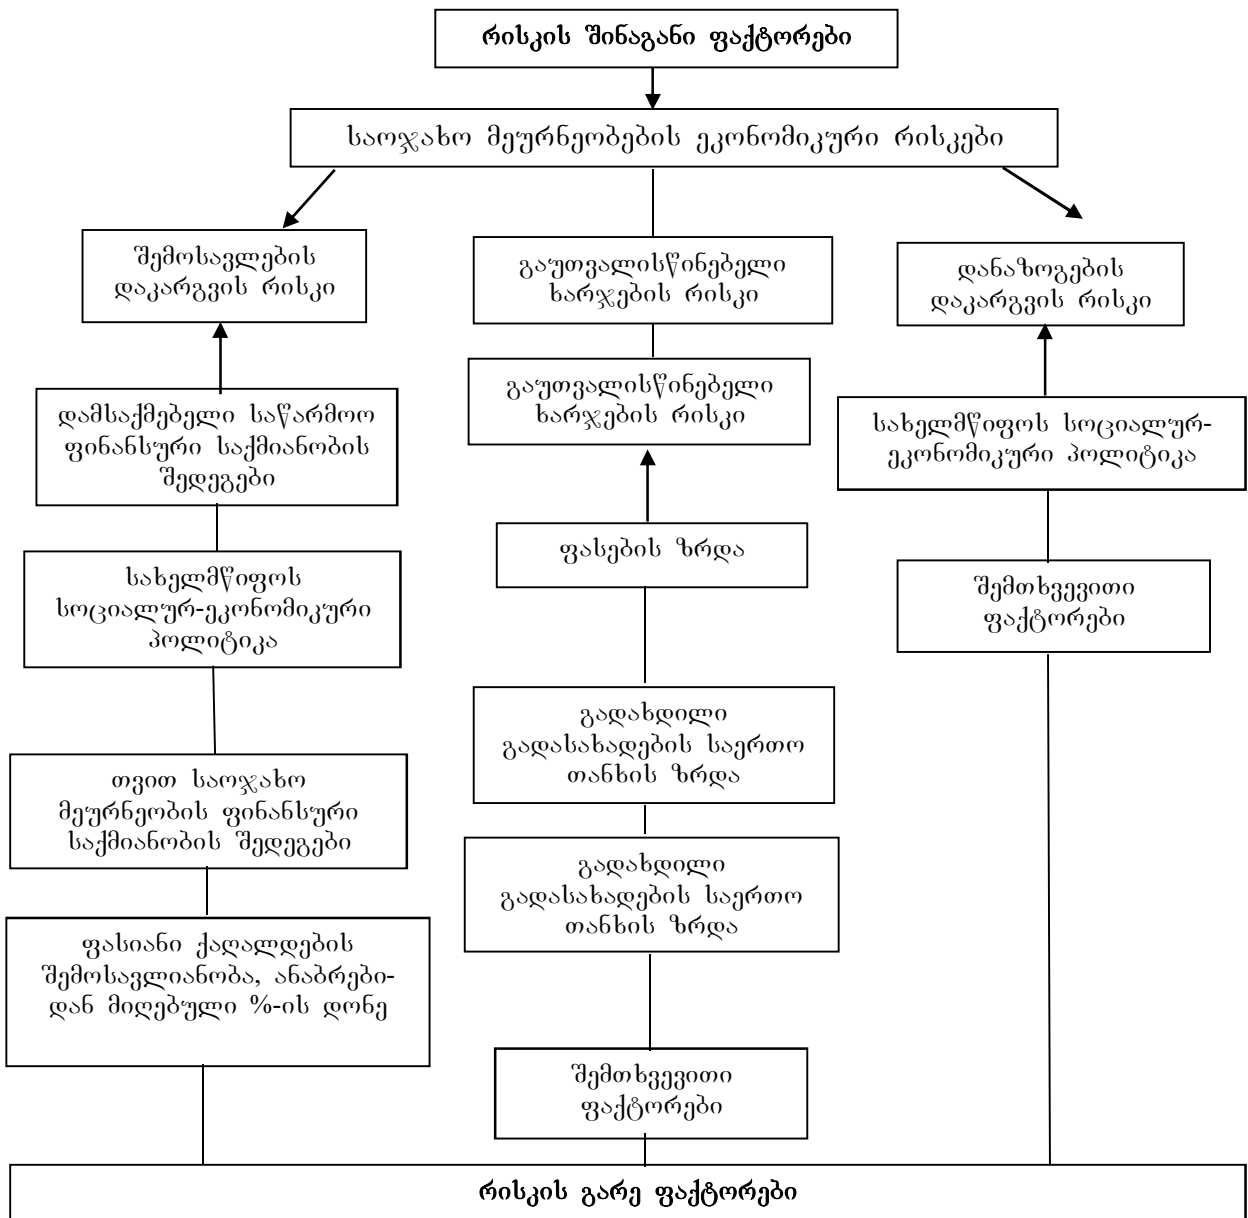 რისკის შინაგანი ფაქტორები
საოჯახო მეურნეობების ეკონომიკური რისკები
შემოსავლების
დაკარგვის რისკი
დამსაქმებელი საწარმოო
ფინანსური საქმიანობის
შედეგები
სახელმწიფოს
სოციალურ-ეკონომიკური
პოლიტიკა
თვით საოჯახო
მეურნეობის ფინანსური
საქმიანობის შედეგები
ფასიანი ქაღალდების
შემოსავლიანობა, ანაბრები-
დან მიღებული %-ის დონე
გაუთვალისწინებელი
ხარჯების რისკი
გაუთვალისწინებელი
ხარჯების რისკი
ფასების ზრდა
გადახდილი
გადასახადების საერთო
თანხის ზრდა
გადახდილი
გადასახადების საერთო
თანხის ზრდა
შემთხვევითი
ფაქტორები
დანაზოგების
დაკარგვის რისკი
სახელმწიფოს სოციალურ-
ეკონომიკური პოლიტიკა
შემთხვევითი
ფაქტორები
რისკის გარე ფაქტორები